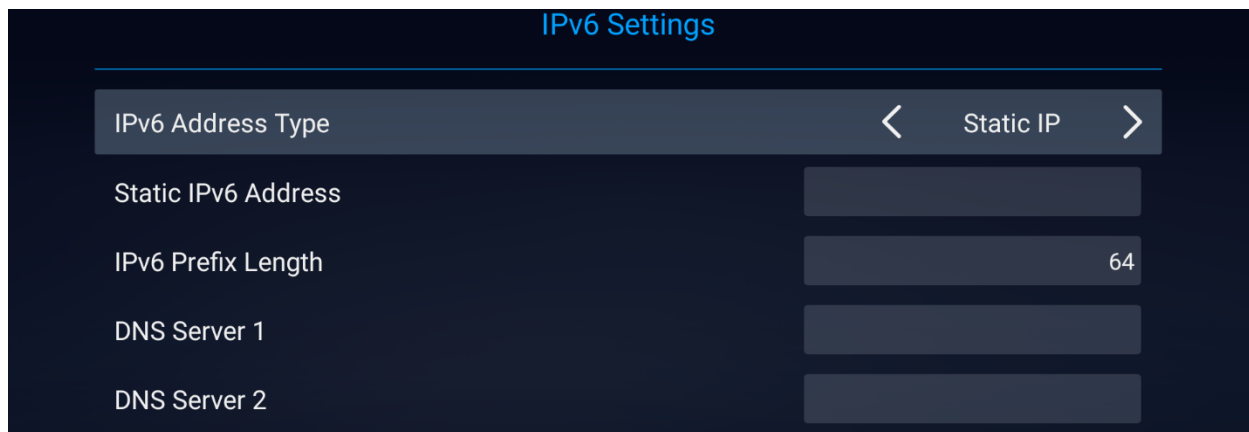 IPv6 Settings
IPv6 Address Type Static IP
Static IPv6 Address
IPv6 Prefix Length 64
DNS Server 1
DNS Server 2